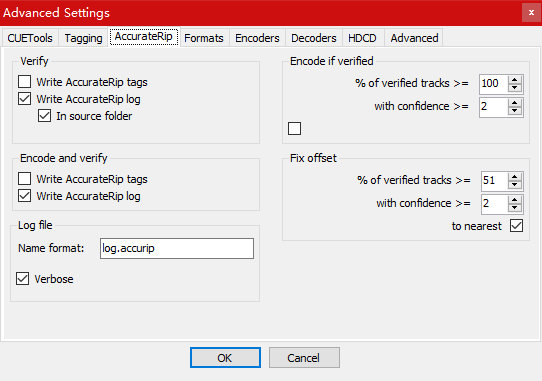 Advanced Settings
x
CUETools Tagging AccurateRip Formats Encoders Decoders HDCD Advanced
Verify
Write AccurateRip tags
Write AccurateRip log
In source folder
Encode and verify
Write AccurateRip tags
Write AccurateRip log
Log file
Name format: log.accurip
Verbose
Encode if verified
% of verified tracks >= 100
with confidence >= 2
Fix offset
% of verified tracks >= 51
with confidence >= 2
to nearest
OK Cancel